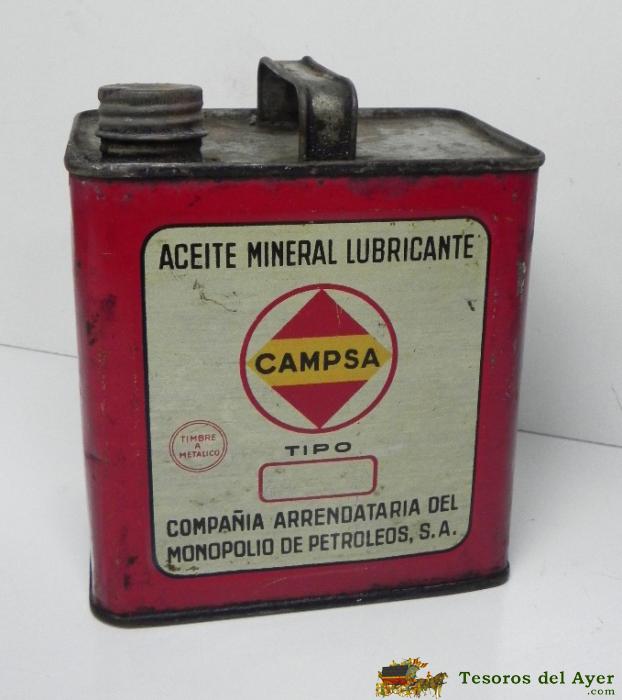 ACEITE MINERAL LUBRICANTE
CAMPSA
TIPO
TIMBRE
A
METALICO
COMPAÑIA ARRENDATARIA DEL
MONOPOLIO DE PETROLEOS, S.A.
Tesoros del Ayer
.com